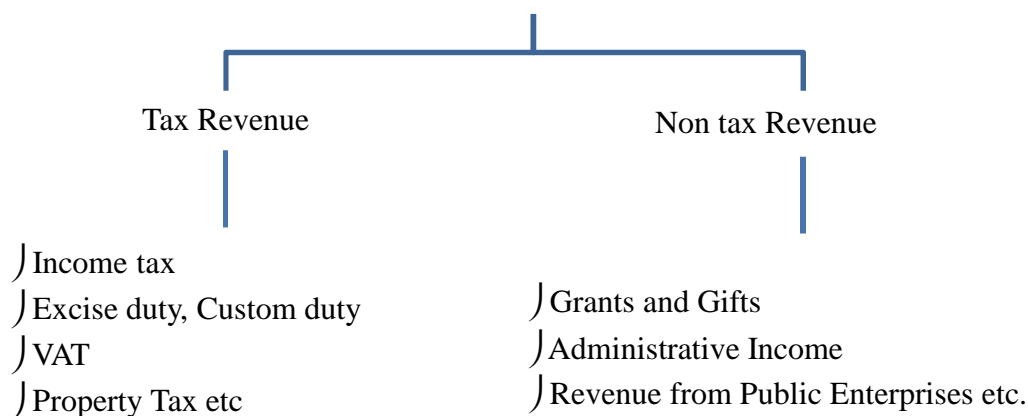 Tax Revenue
Non tax Revenue
Income tax
Excise duty, Custom duty
VAT
Property Tax etc
Grants and Gifts
Administrative Income
Revenue from Public Enterprises etc.